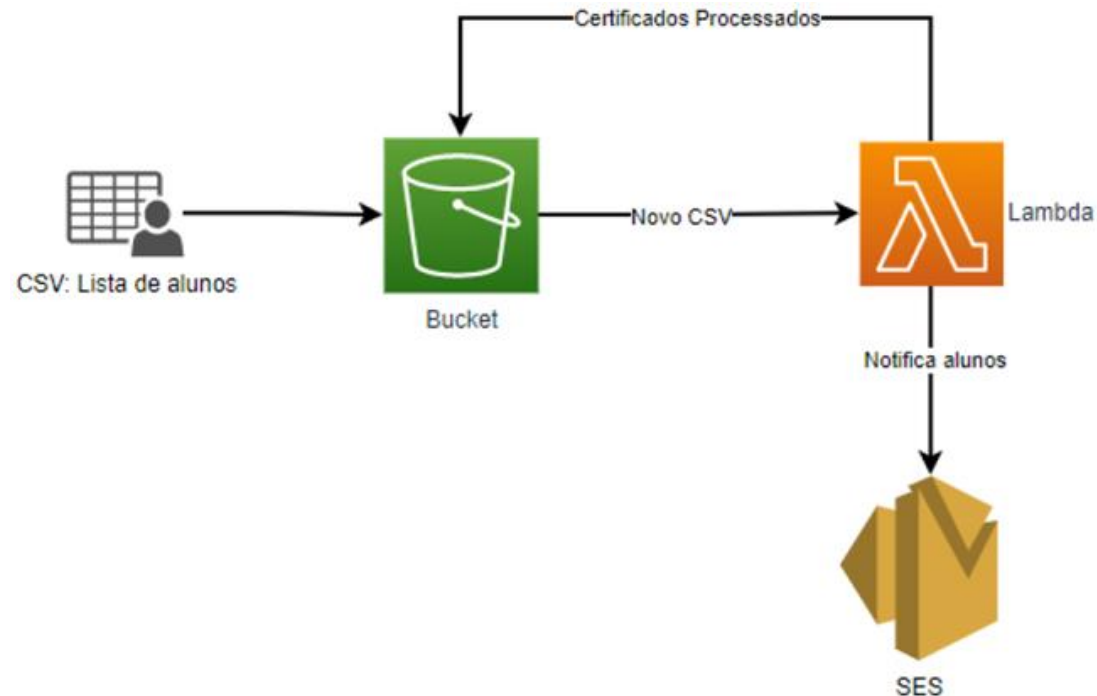 Certificados Processados
Novo CSV
Lambda
CSV: Lista de alunos
Bucket
Notifica alunos
SES